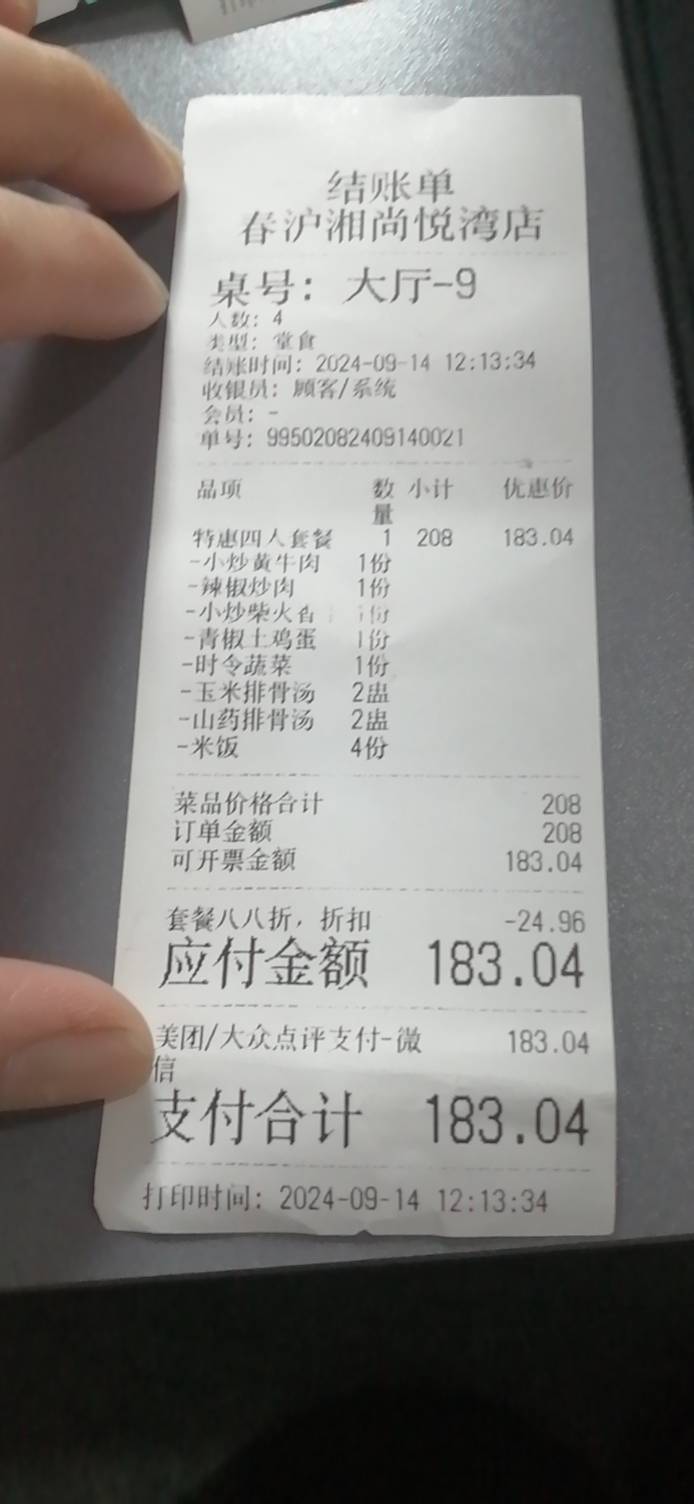 结账单
春沪湘尚悦湾店
桌号：大厅-9
人数：4
类型：堂食
结账时间：2024-09-14 12:13:34
收银员：顾客/系统
会员：-
单号：99502082409140021
品项 数量 小计 优惠价
特惠四人套餐 1 208 183.04
-小炒黄牛肉 1份
-辣椒炒肉 1份
-小炒柴火香 1份
-青椒土鸡蛋 1份
-时令蔬菜 1份
-玉米排骨汤 2盅
-山药排骨汤 2盅
-米饭 4份
菜品价格合计 208
订单金额 208
可开票金额 183.04
套餐八八折，折扣 -24.96
应付金额 183.04
美团/大众点评支付-微信 183.04
支付合计 183.04
打印时间：2024-09-14 12:13:34